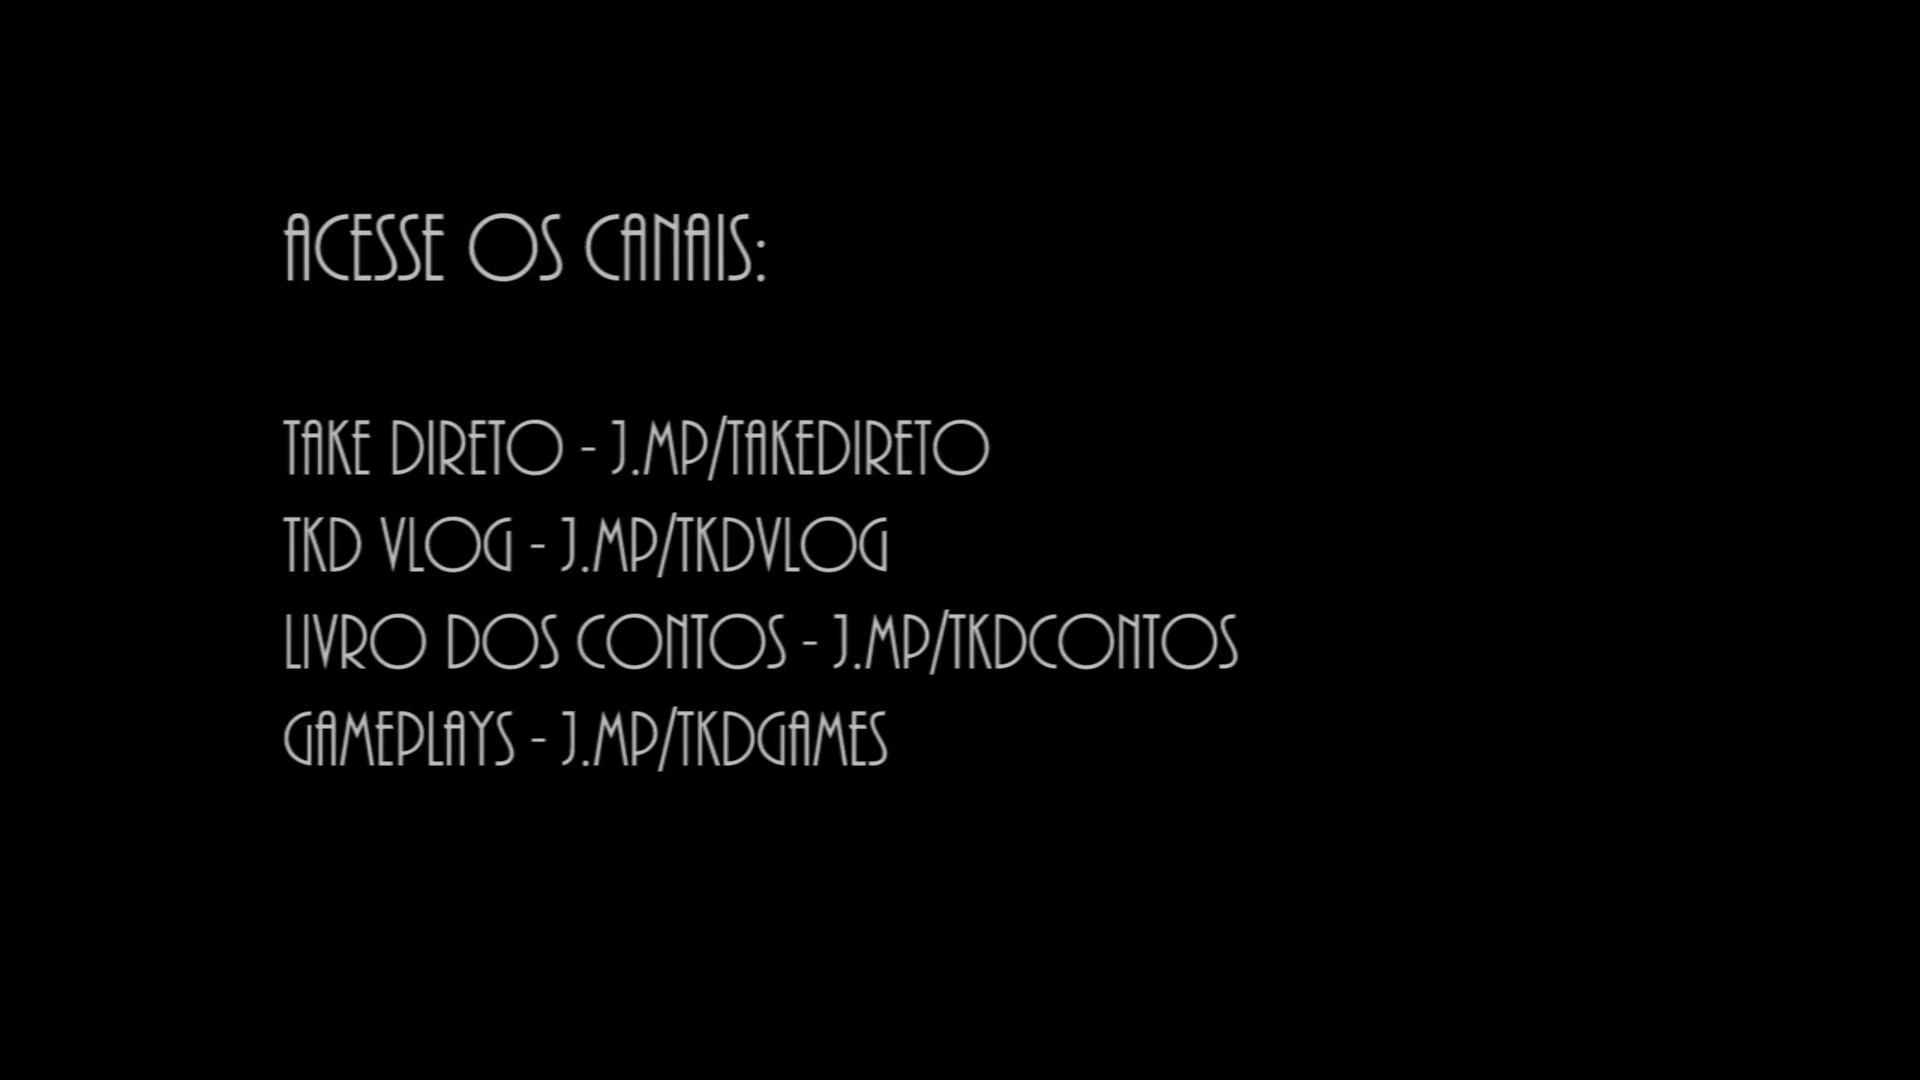 ACESSE OS CANAIS:
TAKE DIRETO - J.MP/TAKEDIRETO
TKD VLOG - J.MP/TKDVLOG
LIVRO DOS CONTOS - J.MP/TKDCONTOS
GAMEPLAYS - J.MP/TKDGAMES